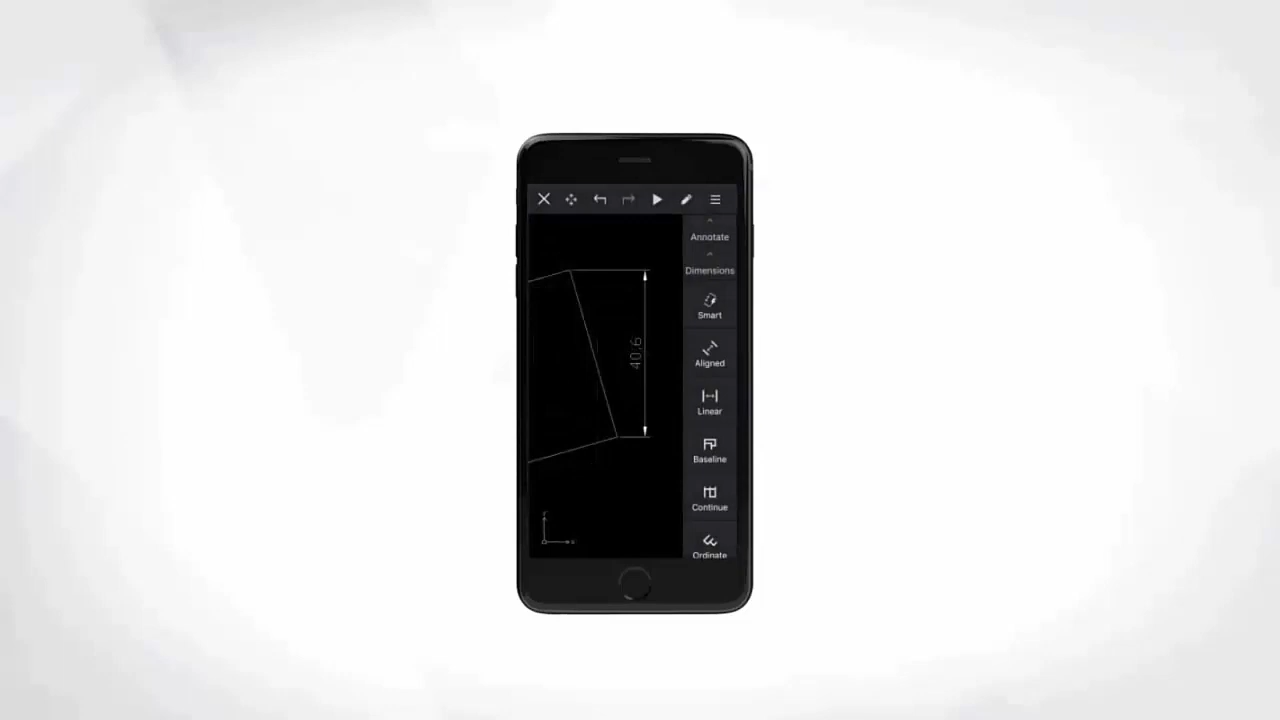 Annotate
Dimensions
Smart
40,6
Aligned
Linear
Baseline
Continue
Ordinate